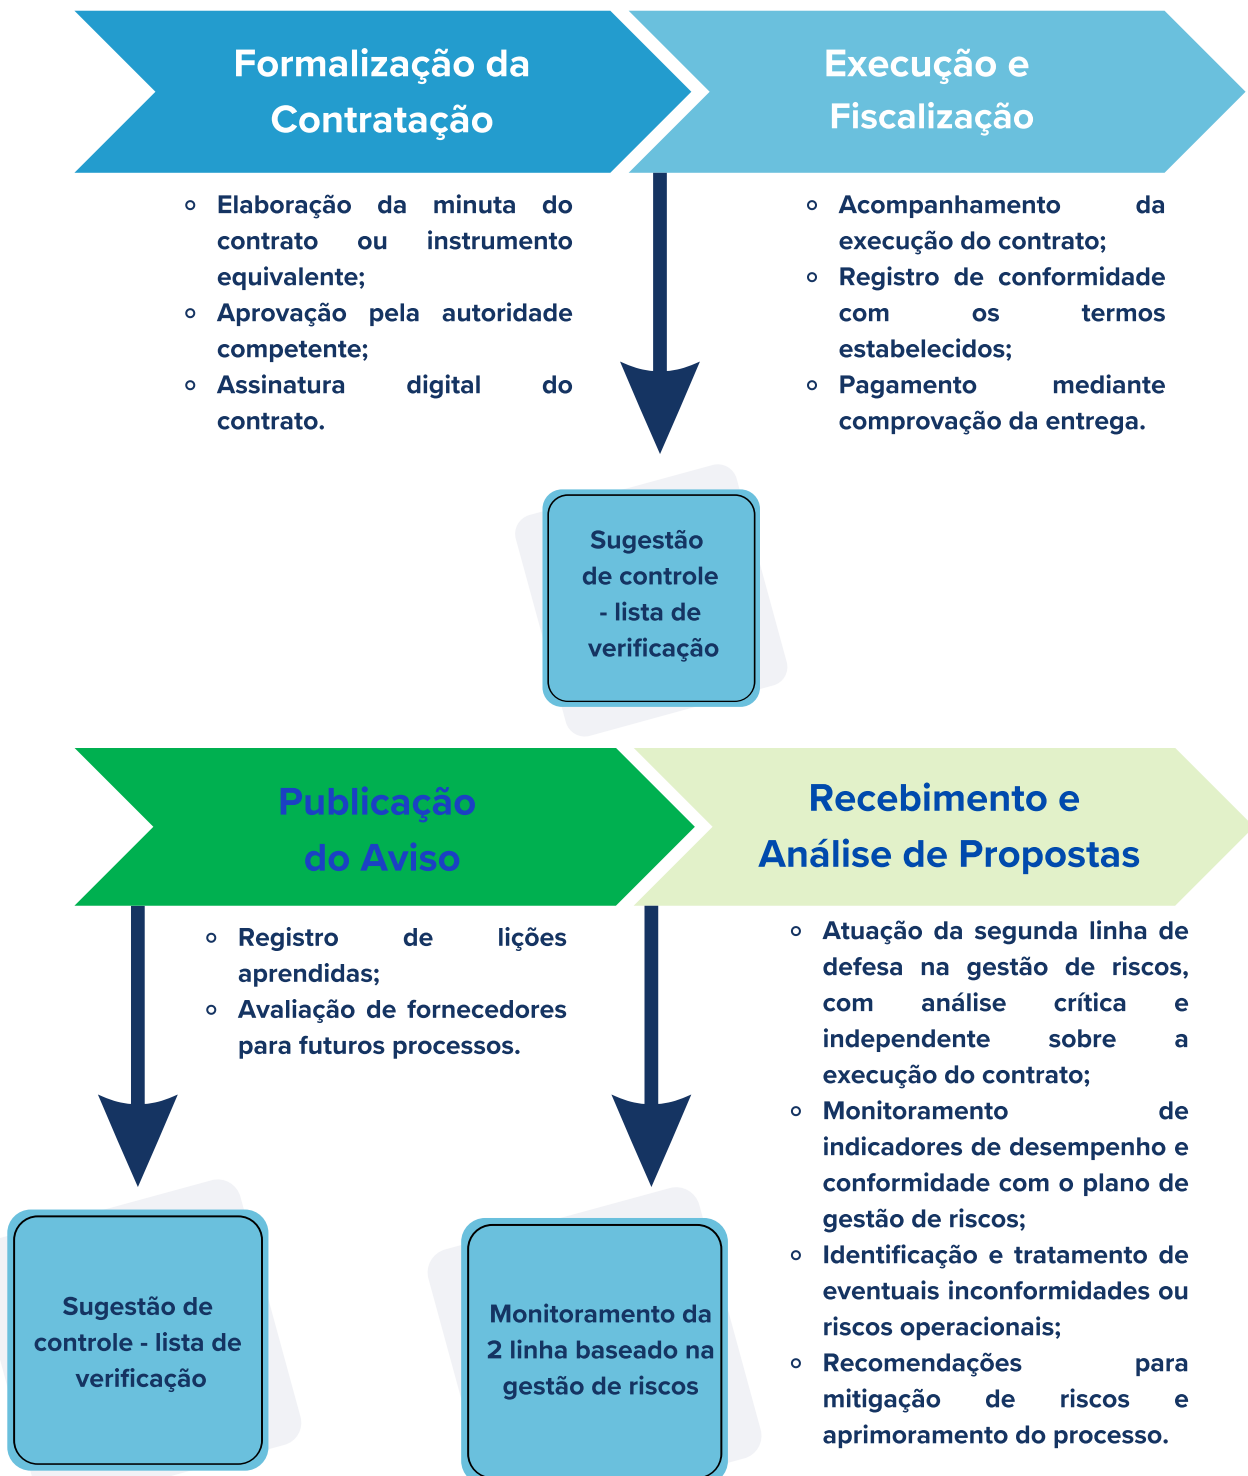 Formalização da
Contratação
Execução e
Fiscalização
Elaboração da minuta do
contrato ou instrumento
equivalente;
Aprovação pela autoridade
competente;
Assinatura digital do
contrato.
Acompanhamento da
execução do contrato;
Registro de conformidade
com os termos
estabelecidos;
Pagamento mediante
comprovação da entrega.
Sugestão
de controle
- lista de
verificação
Publicação
do Aviso
Recebimento e
Análise de Propostas
Registro de lições
aprendidas;
Avaliação de fornecedores
para futuros processos.
Atuação da segunda linha de
defesa na gestão de riscos,
com análise crítica e
independente sobre a
execução do contrato;
Monitoramento de
indicadores de desempenho e
conformidade com o plano de
gestão de riscos;
Identificação e tratamento de
eventuais inconformidades ou
riscos operacionais;
Recomendações para
mitigação de riscos e
aprimoramento do processo.
Sugestão de
controle - lista de
verificação
Monitoramento da
2 linha baseado na
gestão de riscos